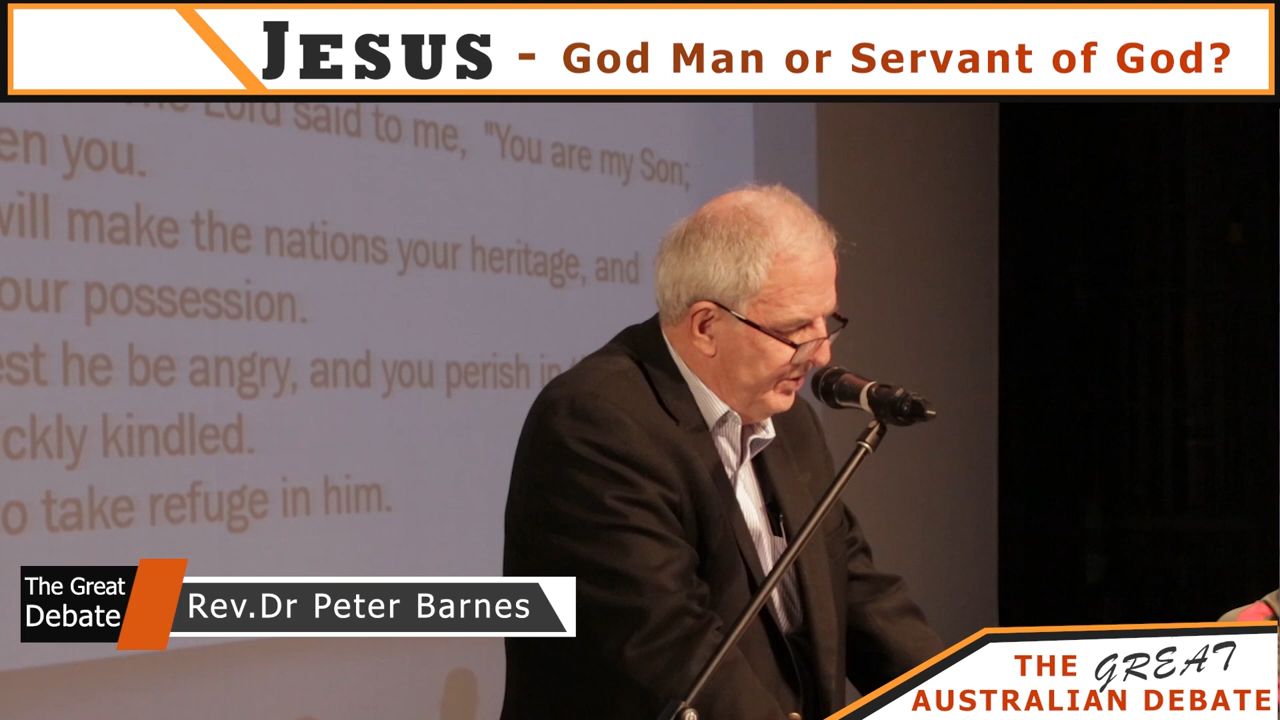 JESUS - God Man or Servant of God?
The Lord said to me, "You are my Son;
en you.
will make the nations your heritage, and
our possession.
est he be angry, and you perish in
ckly kindled.
o take refuge in him.
The Great
Debate
Rev.Dr Peter Barnes
THE GREAT
AUSTRALIAN DEBATE